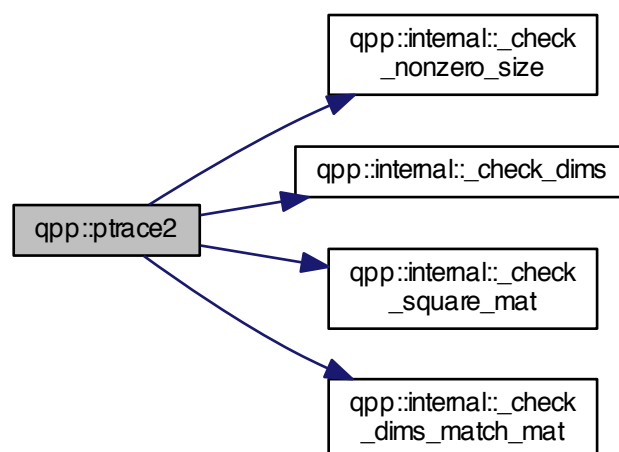 qpp::internal::_check
_nonzero_size
qpp::internal::_check_dims
qpp::ptrace2
qpp::internal::_check
_square_mat
qpp::internal::_check
_dims_match_mat